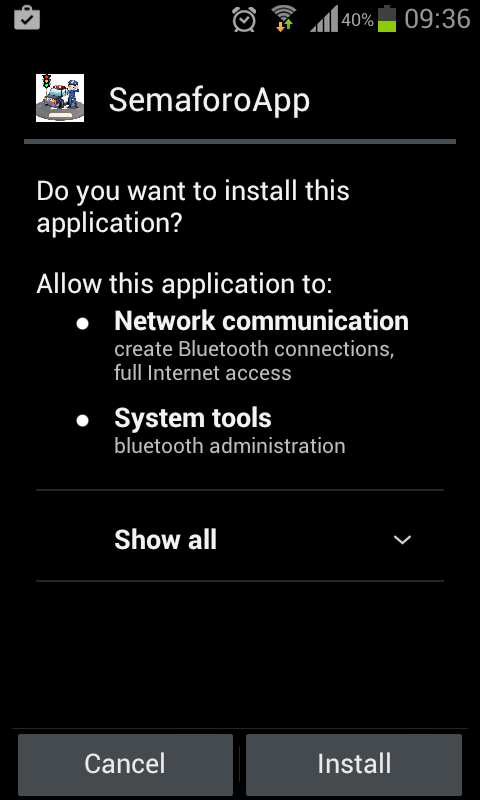 40% 09:36
SemaforoApp
Do you want to install this
application?
Allow this application to:
Network communication
create Bluetooth connections,
full Internet access
System tools
bluetooth administration
Show all
Cancel Install